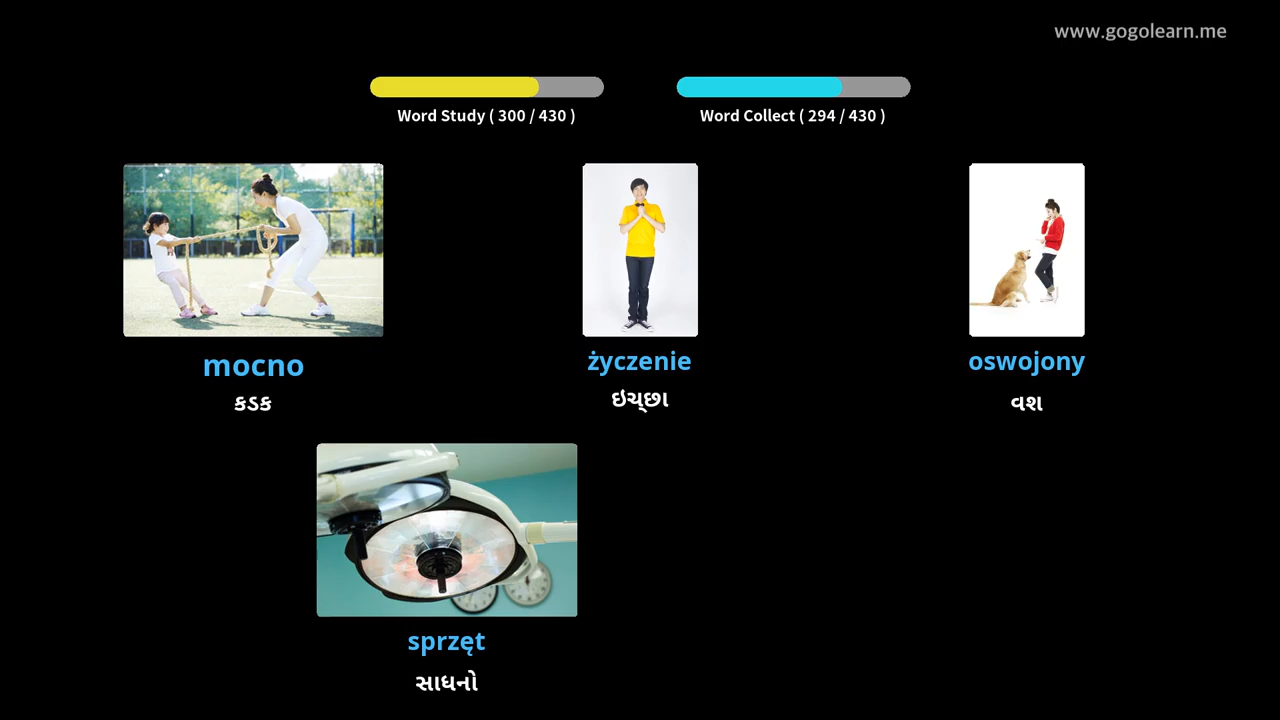 www.gogolearn.me
Word Study ( 300 / 430 )
Word Collect ( 294 / 430 )
mocno
કડક
życzenie
ઇચ્છા
oswojony
વશ
sprzęt
સાધનો